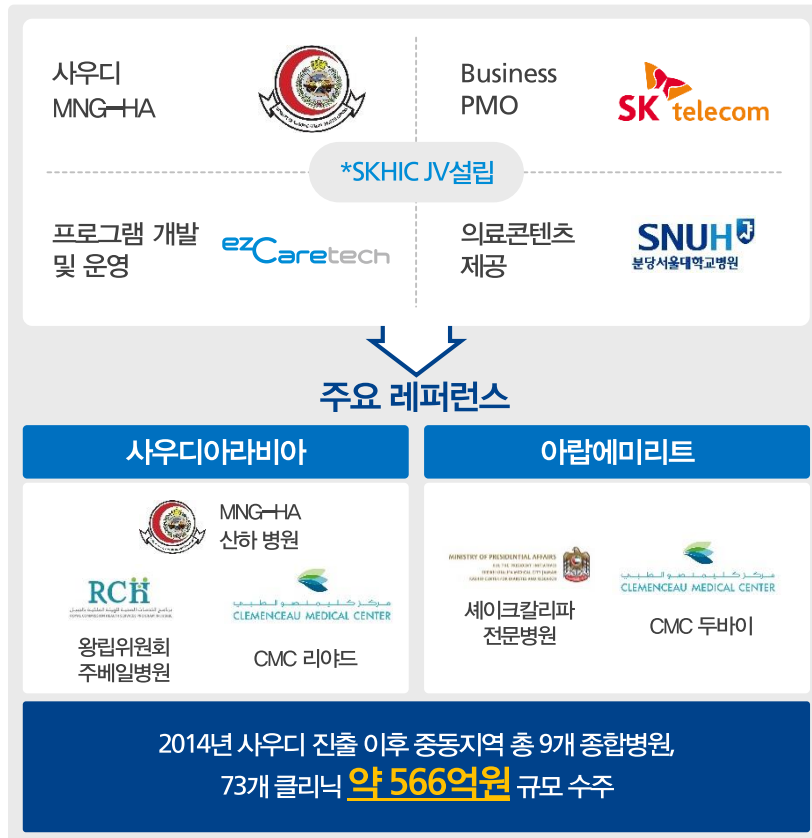 사우디
MNG-HA
Business
PMO
SK telecom
*SKHIC JV설립
프로그램 개발
및 운영
ezCaretech
의료콘텐츠
제공
SNUH
분당서울대학교병원
주요 레퍼런스
사우디아라비아
아랍에미리트
MNG-HA
산하 병원
RCH
왕립위원회
주베일병원
مركز كليمنصو الطبي
CLEMENCEAU MEDICAL CENTER
CMC 리야드
MINISTRY OF PRESIDENTIAL AFFAIRS
셰이크칼리파
전문병원
مركز كليمنصو الطبي
CLEMENCEAU MEDICAL CENTER
CMC 두바이
2014년 사우디 진출 이후 중동지역 총 9개 종합병원,
73개 클리닉 약 566억원 규모 수주